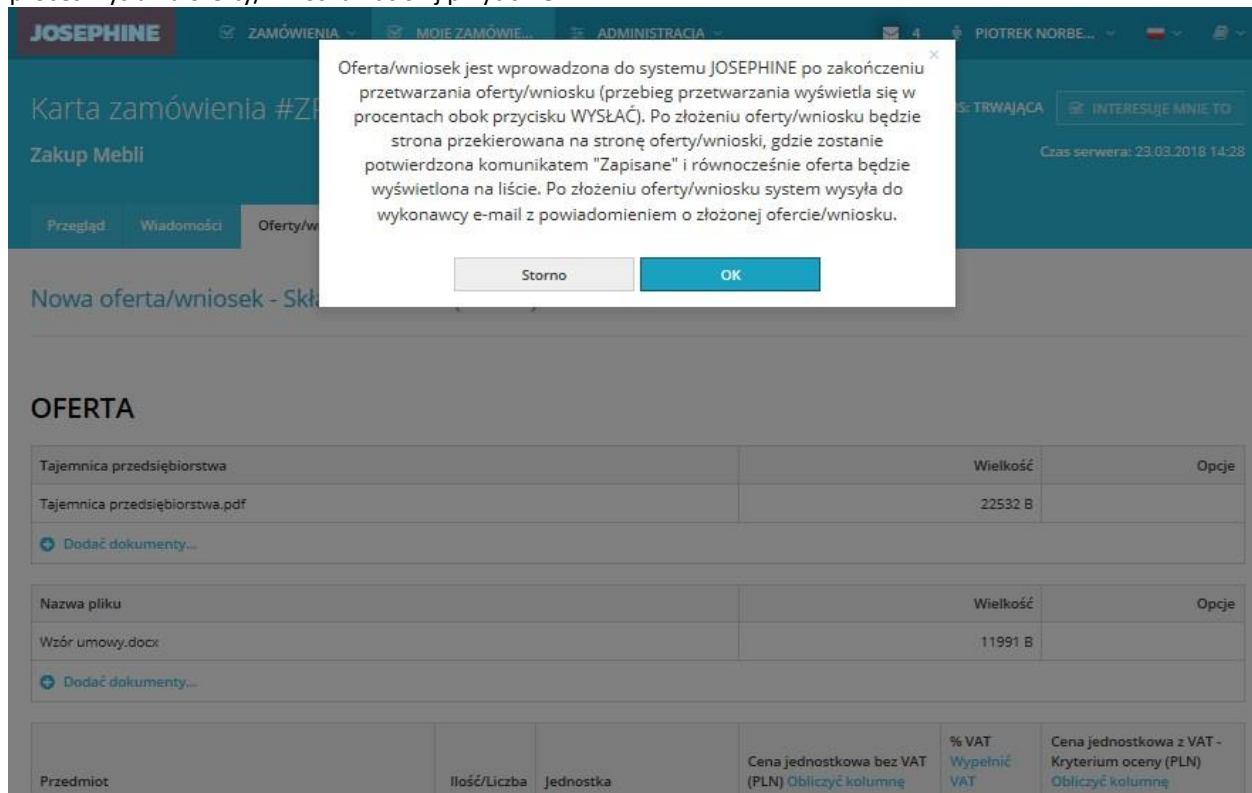 JOSEPHINE ZAMÓWIENIA MOJE ZAMÓWIE... ADMINISTRACJA 4 PIOTREK NORBE...
Oferta/wniosek jest wprowadzona do systemu JOSEPHINE po zakończeniu
przetwarzania oferty/wniosku (przebieg przetwarzania wyświetla się w
procentach obok przycisku WYSŁAĆ). Po złożeniu oferty/wniosku będzie
strona przekierowana na stronę oferty/wnioski, gdzie zostanie
potwierdzona komunikatem "Zapisane" i równocześnie oferta będzie
wyświetlona na liście. Po złożeniu oferty/wniosku system wysyła do
wykonawcy e-mail z powiadomieniem o złożonej ofercie/wniosku.
Storno OK
Karta zamówienia
TRWAJĄCA INTERESUJE MNIE TO
Zakup Mebli
Czas serwera: 23.03.2018 14:28
Przegląd Wiadomości Oferty/w
Nowa oferta/wniosek -
OFERTA
Tajemnica przedsiębiorstwa Wielkość Opcje
Tajemnica przedsiębiorstwa.pdf 22532 B
Dodać dokumenty...
Nazwa pliku Wielkość Opcje
Wzór umowy.docx 11991 B
Dodać dokumenty...
Przedmiot Ilość/Liczba Jednostka
Cena jednostkowa bez VAT
(PLN) Obliczyć kolumnę
% VAT
Wypełnić
VAT
Cena jednostkowa z VAT -
Kryterium oceny (PLN)
Obliczyć kolumnę